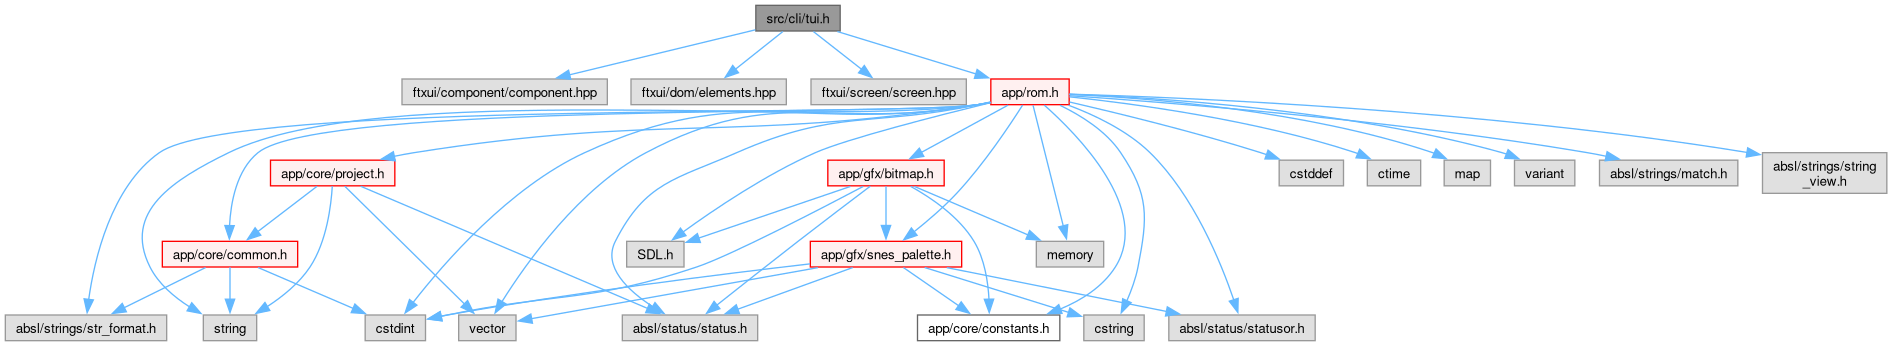 src/cli/tui.h
ftxui/component/component.hpp
ftxui/dom/elements.hpp
ftxui/screen/screen.hpp
app/rom.h
app/core/project.h
app/gfx/bitmap.h
cstddef
ctime
map
variant
absl/strings/match.h
absl/strings/string
_view.h
app/core/common.h
SDL.h
app/gfx/snes_palette.h
memory
absl/strings/str_format.h
string
cstdint
vector
absl/status/status.h
app/core/constants.h
cstring
absl/status/statusor.h